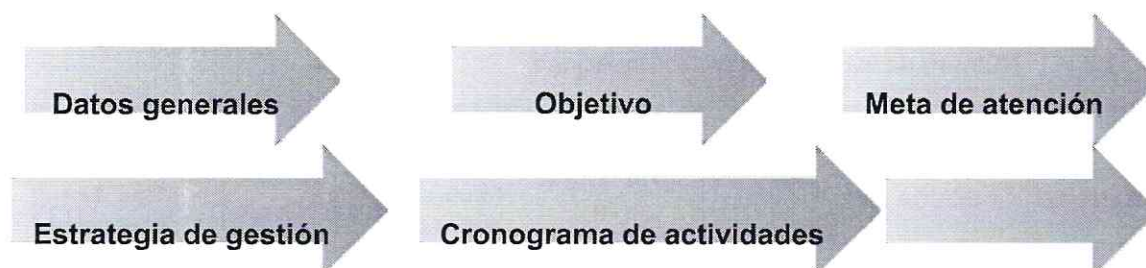 Datos generales
Objetivo
Meta de atención
Estrategia de gestión
Cronograma de actividades